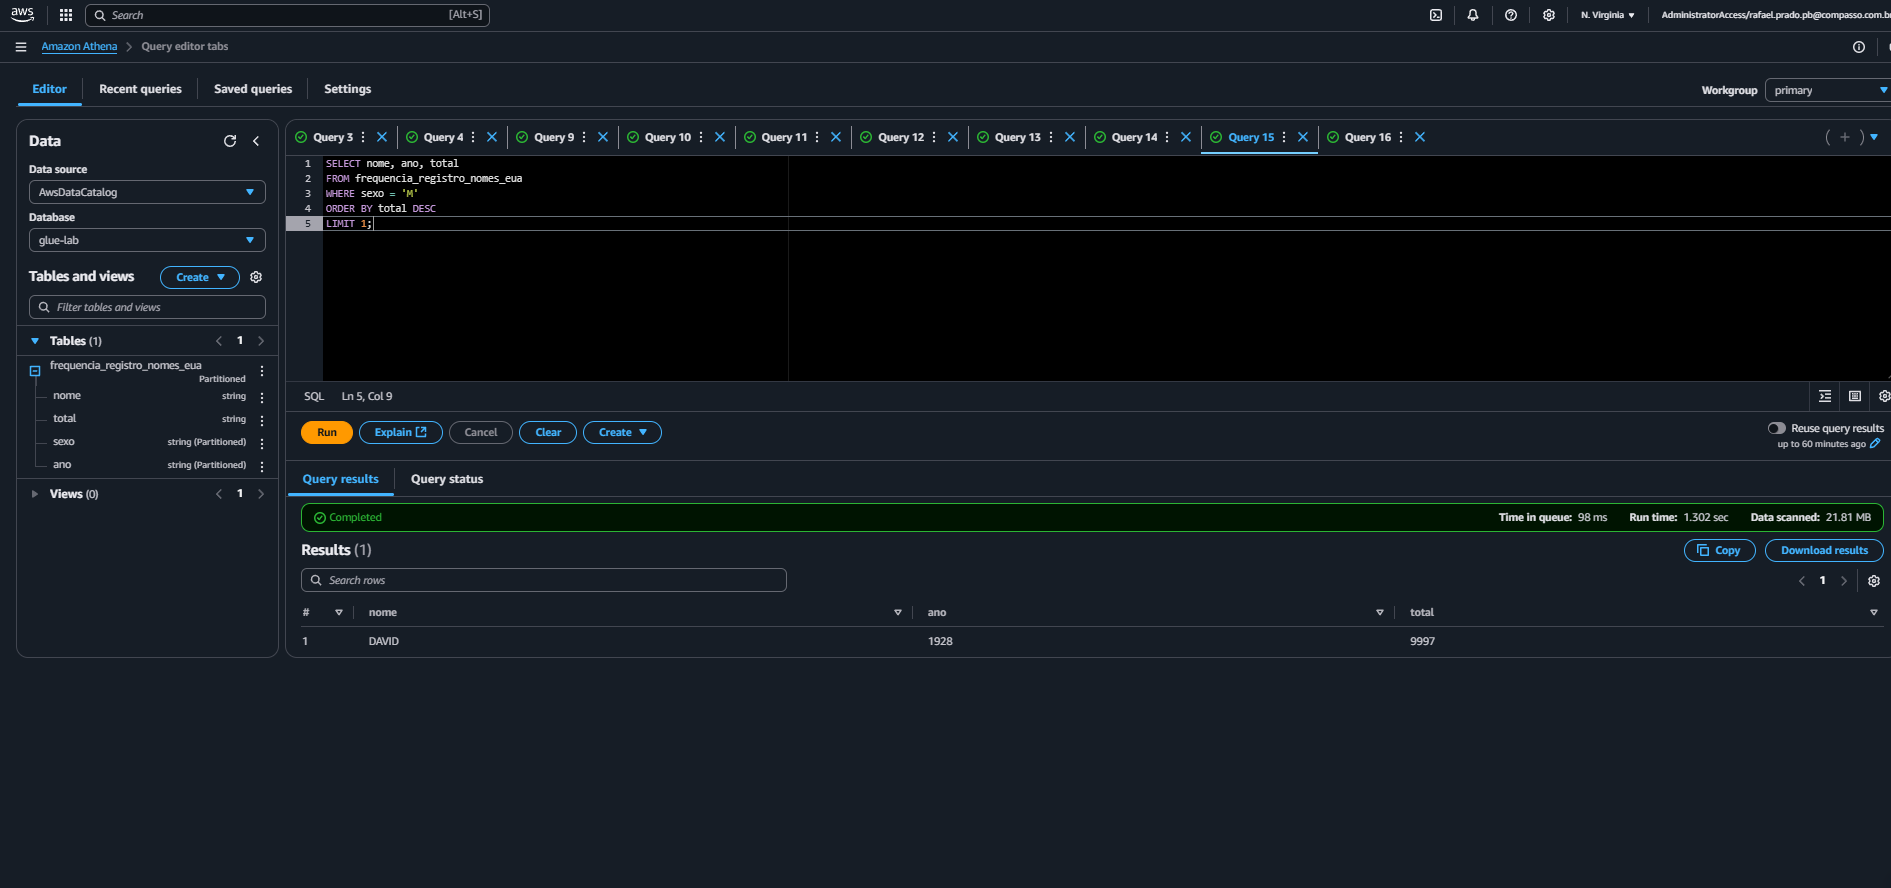 aws
Search
[Alt+S]
N. Virginia
AdministratorAccess/rafael.prado.pb@compasso.com.b
Amazon Athena
Query editor tabs
Editor
Recent queries
Saved queries
Settings
Workgroup
primary
Data
Data source
AwsDataCatalog
Database
glue-lab
Tables and views
Create
Filter tables and views
Tables (1)
1
frequencia_registro_nomes_eua
Partitioned
nome string
total string
sexo string (Partitioned)
ano string (Partitioned)
Views (0)
1
Query 3
Query 4
Query 9
Query 10
Query 11
Query 12
Query 13
Query 14
Query 15
Query 16
1 SELECT nome, ano, total
2 FROM frequencia_registro_nomes_eua
3 WHERE sexo = 'M'
4 ORDER BY total DESC
5 LIMIT 1;
SQL
Ln 5, Col 9
Run
Explain
Cancel
Clear
Create
Reuse query results
up to 60 minutes ago
Query results
Query status
Completed
Time in queue: 98 ms
Run time: 1.302 sec
Data scanned: 21.81 MB
Results (1)
Copy
Download results
Search rows
1
# nome ano total
1 DAVID 1928 9997